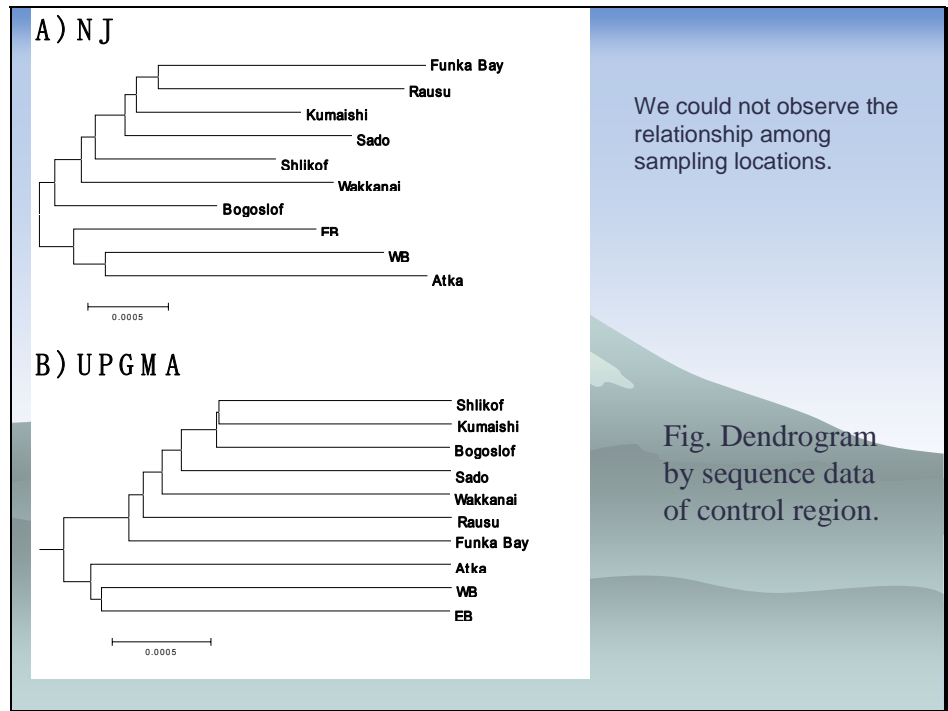 A) NJ
Funka Bay
Rausu
Kumaishi
Sado
Shlikof
Wakkanai
Bogoslof
EB
WB
Atka
0.0005
B) UPGMA
Shlikof
Kumaishi
Bogoslof
Sado
Wakkanai
Rausu
Funka Bay
Atka
WB
EB
0.0005
We could not observe the
relationship among
sampling locations.
Fig. Dendrogram
by sequence data
of control region.